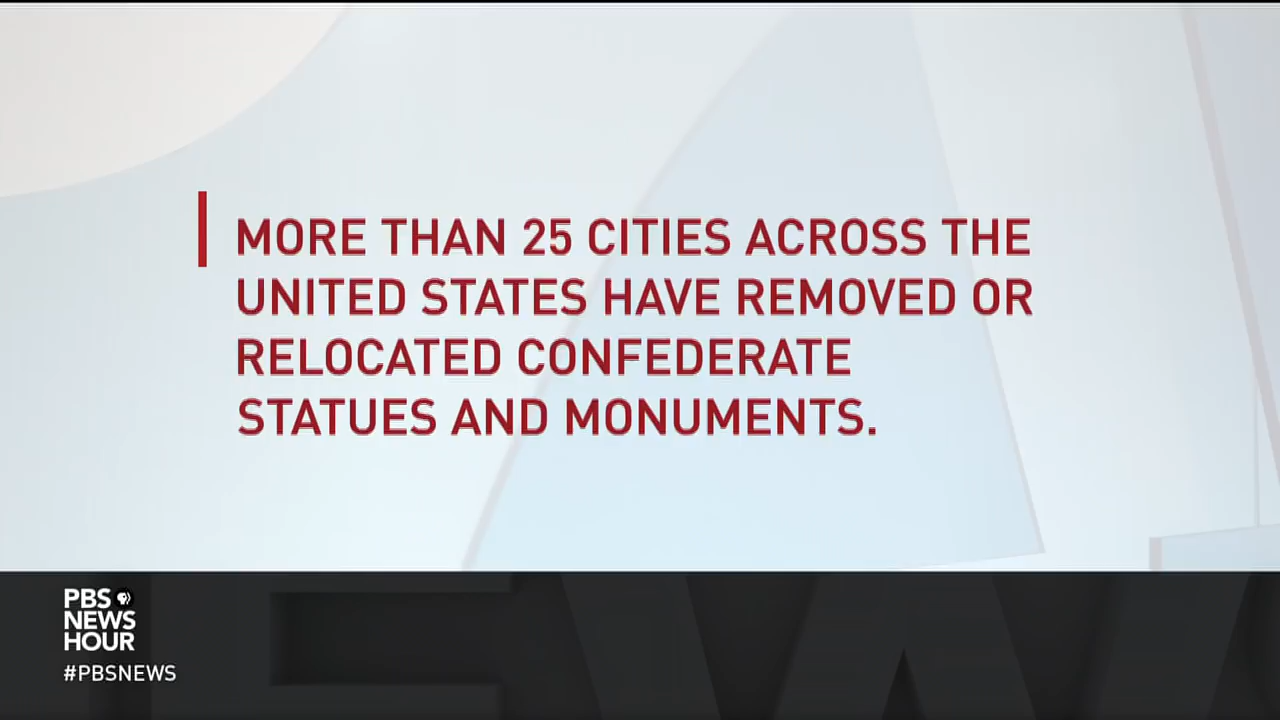 MORE THAN 25 CITIES ACROSS THE
UNITED STATES HAVE REMOVED OR
RELOCATED CONFEDERATE
STATUES AND MONUMENTS.
PBS
NEWS
HOUR
#PBSNEWS